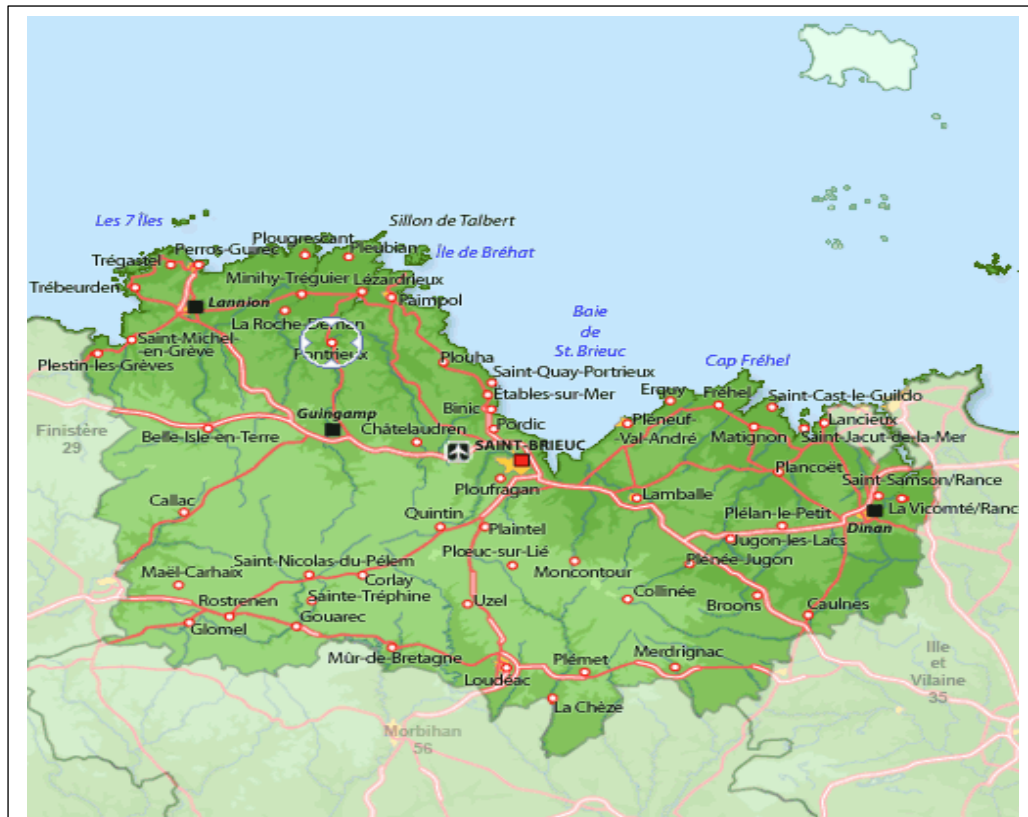 Les 7 Îles
Sillon de Talbert
Plougrescant
Pleubian
Île de Bréhat
Perros-Guirec
Trégastel
Trébeurden
Minihy-Tréguier
Lézardrieux
Lannion
Paimpol
La Roche-Derrien
Baie
de
St. Brieuc
Saint-Michel
-en-Grève
Pontrieux
Plouha
Cap Fréhel
Plestin-les-Grèves
Saint-Quay-Portrieux
Étables-sur-Mer
Erquy
Fréhel
Saint-Cast-le-Guildo
Binic
Guingamp
Pordic
Pléneuf-
Val-André
Lancieux
Finistère
29
Belle-Isle-en-Terre
Châtelaudren
Matignon
Saint-Jacut-de-la-Mer
SAINT-BRIEUC
Plancoët
Ploufragan
Saint-Samson/Rance
Callac
Lamballe
La Vicomté/Ranc
Quintin
Plaintel
Plélan-le-Petit
Dinan
Jugon-les-Lacs
Plœuc-sur-Lié
Saint-Nicolas-du-Pélem
Plénée-Jugon
Maël-Carhaix
Corlay
Moncontour
Sainte-Tréphine
Collinée
Rostrenen
Uzel
Broons
Caulnes
Glomel
Gouarec
Mûr-de-Bretagne
Plémet
Merdrignac
Ille
et
Vilaine
35
Loudéac
La Chèze
Morbihan
56